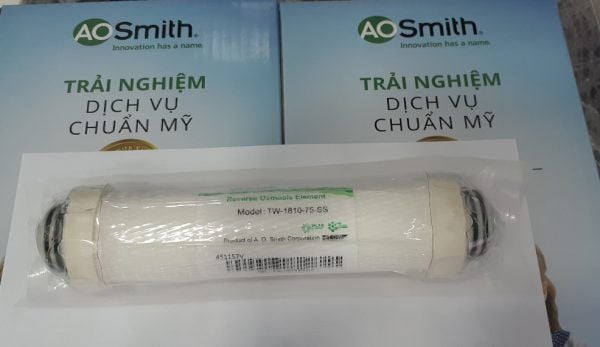 AOSmith
Innovation has a name.
TRẢI NGHIỆM
DỊCH VỤ
CHUẨN MỸ
AOSmith
Innovation has a name.
TRẢI NGHIỆM
DỊCH VỤ
CHUẨN MỸ
Reverse Osmosis Element
Model: TW-1810-75-SS
Product of A. O. Smith Corporation
451157V